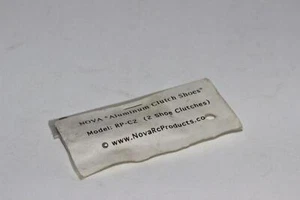 NOVA "Aluminum Clutch Shoes"
Model: RP-C2 (2 Shoe Clutches)
© www.NovaRcProducts.co